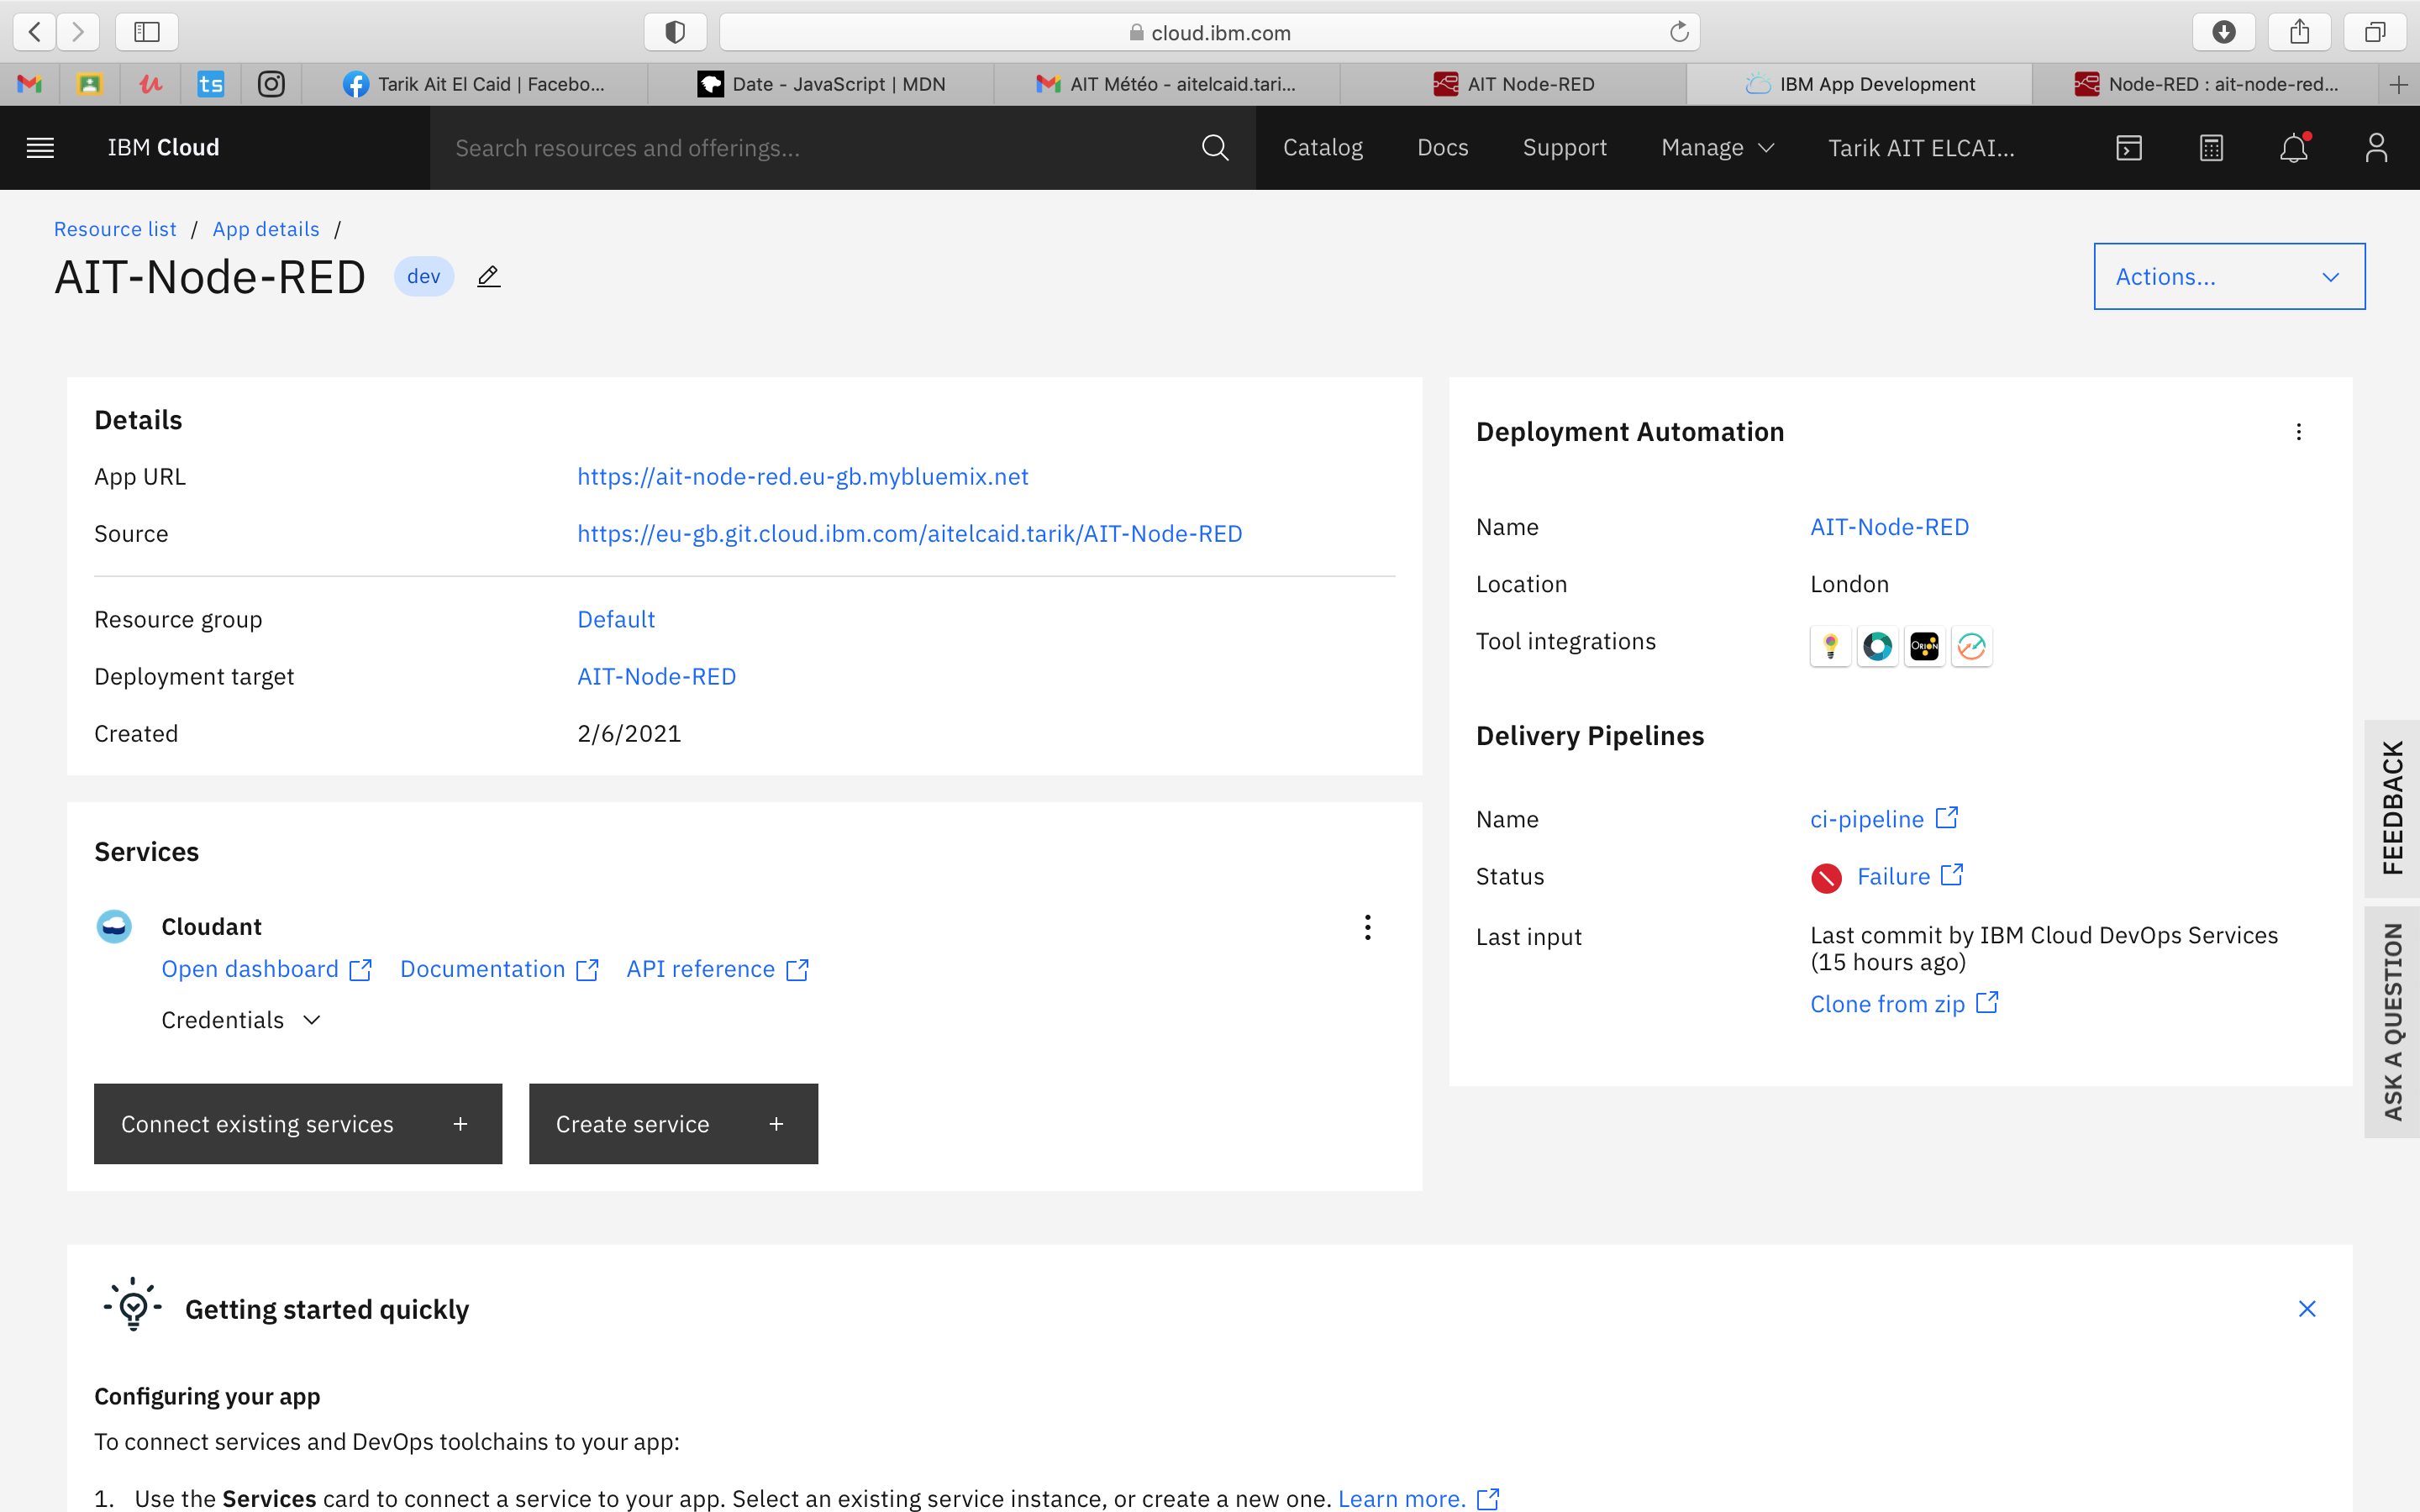 cloud.ibm.com
ts
Tarik Ait El Caid | Facebo...
Date - JavaScript | MDN
AIT Météo - aitelcaid.tari...
AIT Node-RED
IBM App Development
Node-RED : ait-node-red...
IBM Cloud
Search resources and offerings...
Catalog
Docs
Support
Manage
Tarik AIT ELCAI...
Resource list / App details /
AIT-Node-RED
dev
Actions...
Details
App URL
https://ait-node-red.eu-gb.mybluemix.net
Source
https://eu-gb.git.cloud.ibm.com/aitelcaid.tarik/AIT-Node-RED
Resource group
Default
Deployment target
AIT-Node-RED
Created
2/6/2021
Services
Cloudant
Open dashboard
Documentation
API reference
Credentials
Connect existing services +
Create service +
Deployment Automation
Name
AIT-Node-RED
Location
London
Tool integrations
ORION
Delivery Pipelines
Name
ci-pipeline
Status
Failure
Last input
Last commit by IBM Cloud DevOps Services
(15 hours ago)
Clone from zip
FEEDBACK
ASK A QUESTION
Getting started quickly
Configuring your app
To connect services and DevOps toolchains to your app:
1. Use the Services card to connect a service to your app. Select an existing service instance, or create a new one. Learn more.